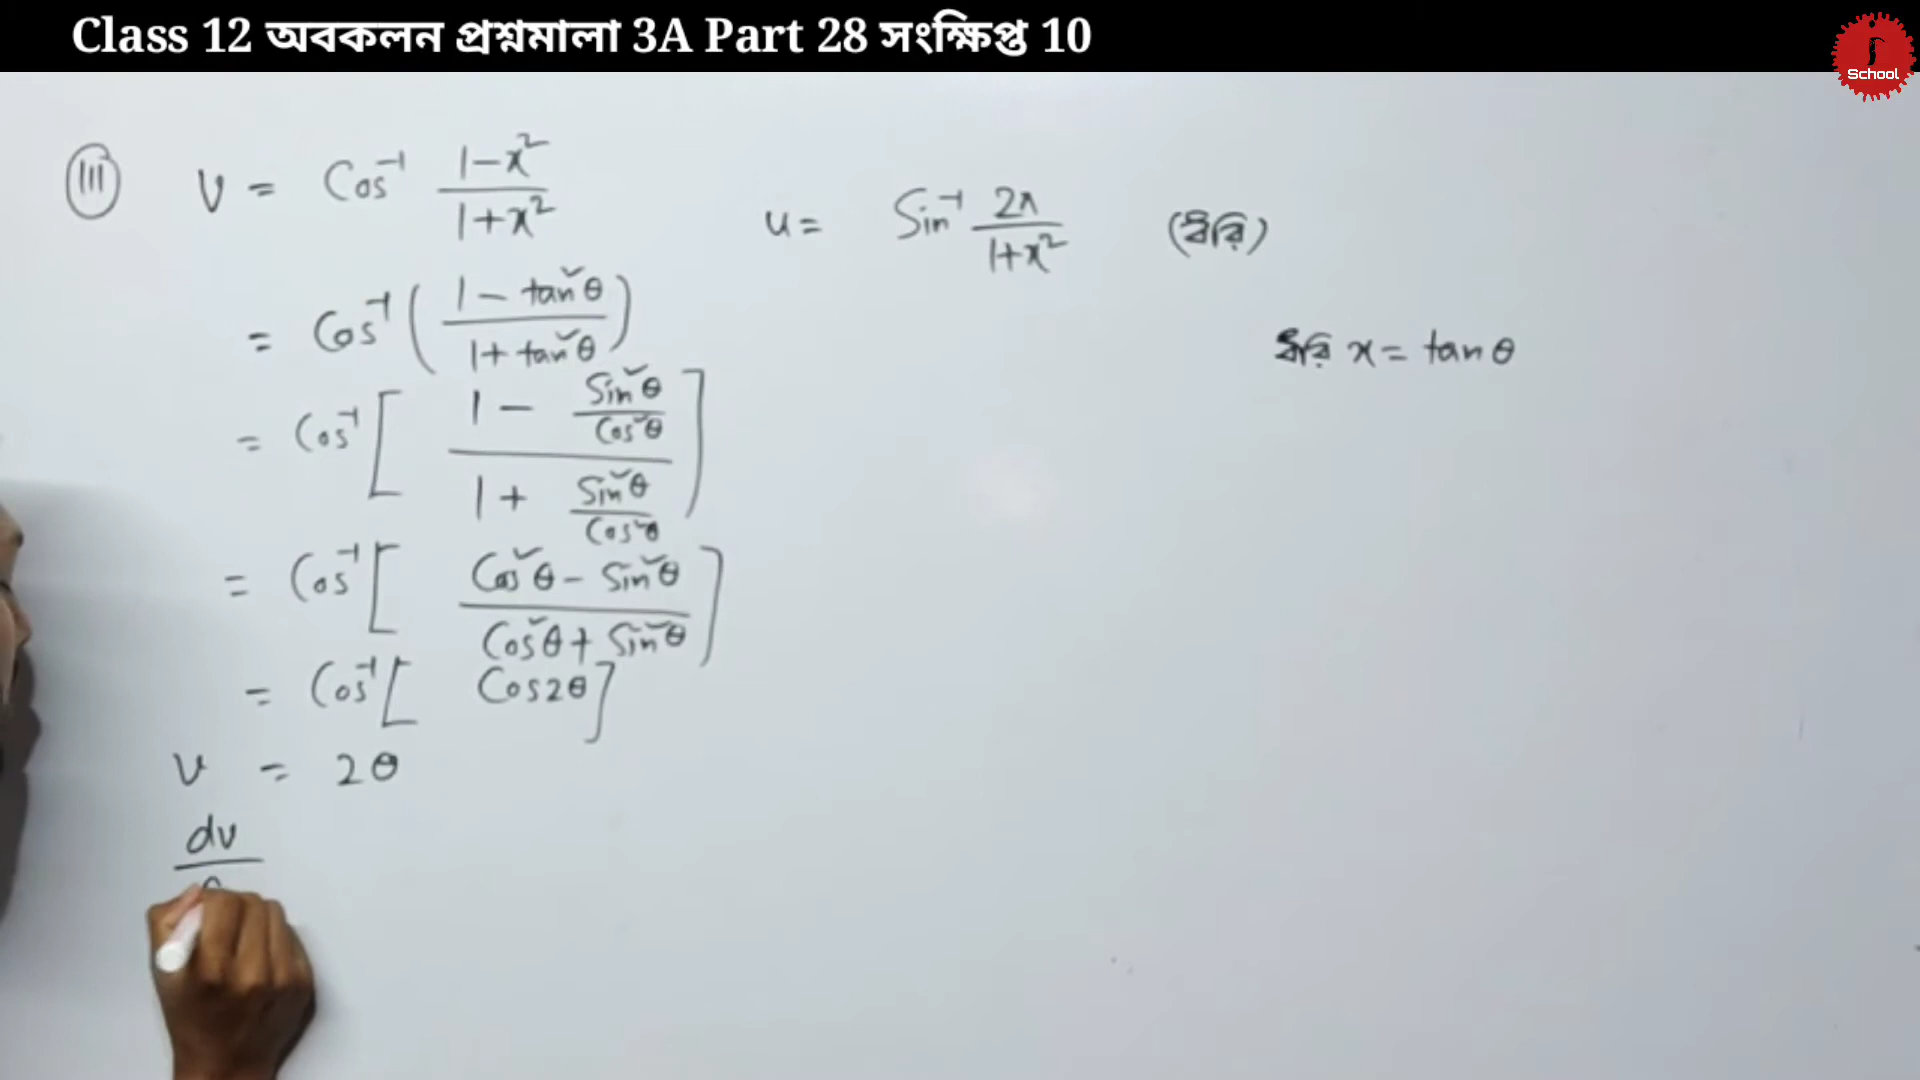 Class 12 অবকলন প্রশ্নমালা 3A Part 28 সংক্ষিপ্ত 10
∫ School
(III) V = Cos⁻¹ (1-x²)/(1+x²)
u = Sin⁻¹ 2x/(1+x²) (ধরি)
= Cos⁻¹ ((1 - tan²θ)/(1 + tan²θ))
ধরি x = tanθ
= Cos⁻¹ [(1 - Sin²θ/Cos²θ)/(1 + Sin²θ/Cos²θ)]
= Cos⁻¹ [(Cos²θ - Sin²θ)/(Cos²θ + Sin²θ)]
= Cos⁻¹ [Cos2θ]
V = 2θ
dv